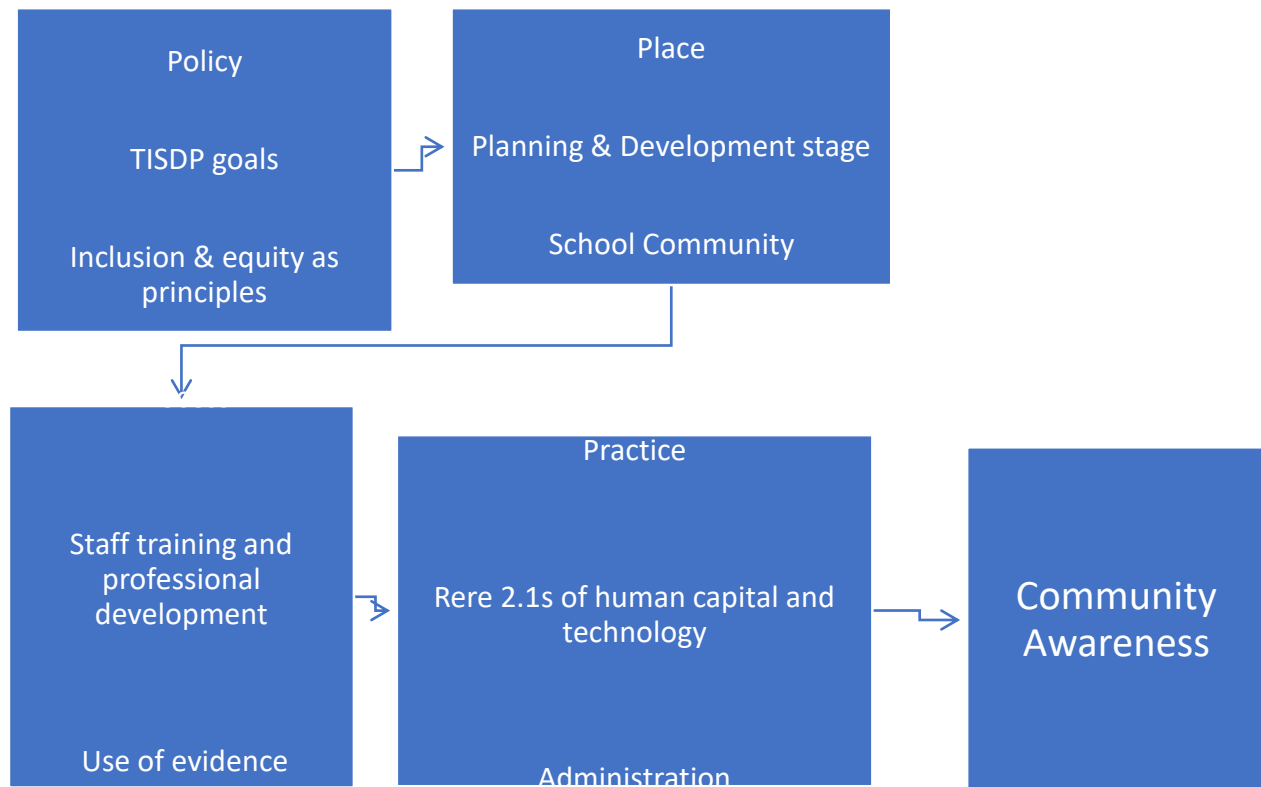 Policy
TISDP goals
Inclusion & equity as
principles
Place
Planning & Development stage
School Community
Staff training and
professional
development
Use of evidence
Practice
Rere 2.1s of human capital and
technology
Administration
Community
Awareness